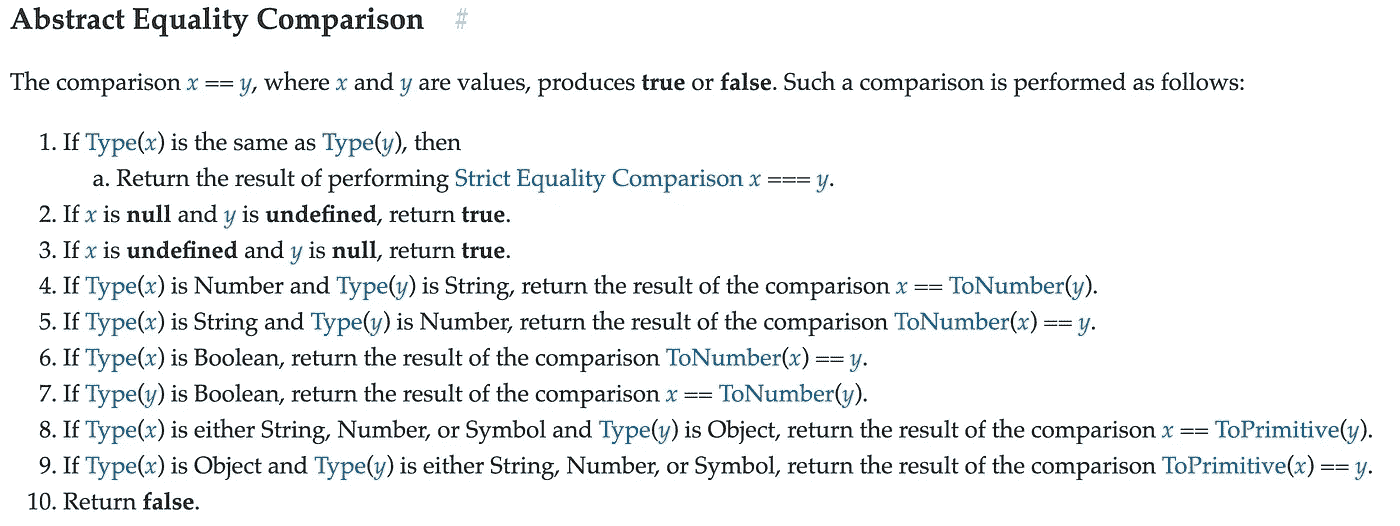 Abstract Equality Comparison #
The comparison x == y, where x and y are values, produces true or false. Such a comparison is performed as follows:
1. If Type(x) is the same as Type(y), then
a. Return the result of performing Strict Equality Comparison x === y.
2. If x is null and y is undefined, return true.
3. If x is undefined and y is null, return true.
4. If Type(x) is Number and Type(y) is String, return the result of the comparison x == ToNumber(y).
5. If Type(x) is String and Type(y) is Number, return the result of the comparison ToNumber(x) == y.
6. If Type(x) is Boolean, return the result of the comparison ToNumber(x) == y.
7. If Type(y) is Boolean, return the result of the comparison x == ToNumber(y).
8. If Type(x) is either String, Number, or Symbol and Type(y) is Object, return the result of the comparison x == ToPrimitive(y).
9. If Type(x) is Object and Type(y) is either String, Number, or Symbol, return the result of the comparison ToPrimitive(x) == y.
10. Return false.